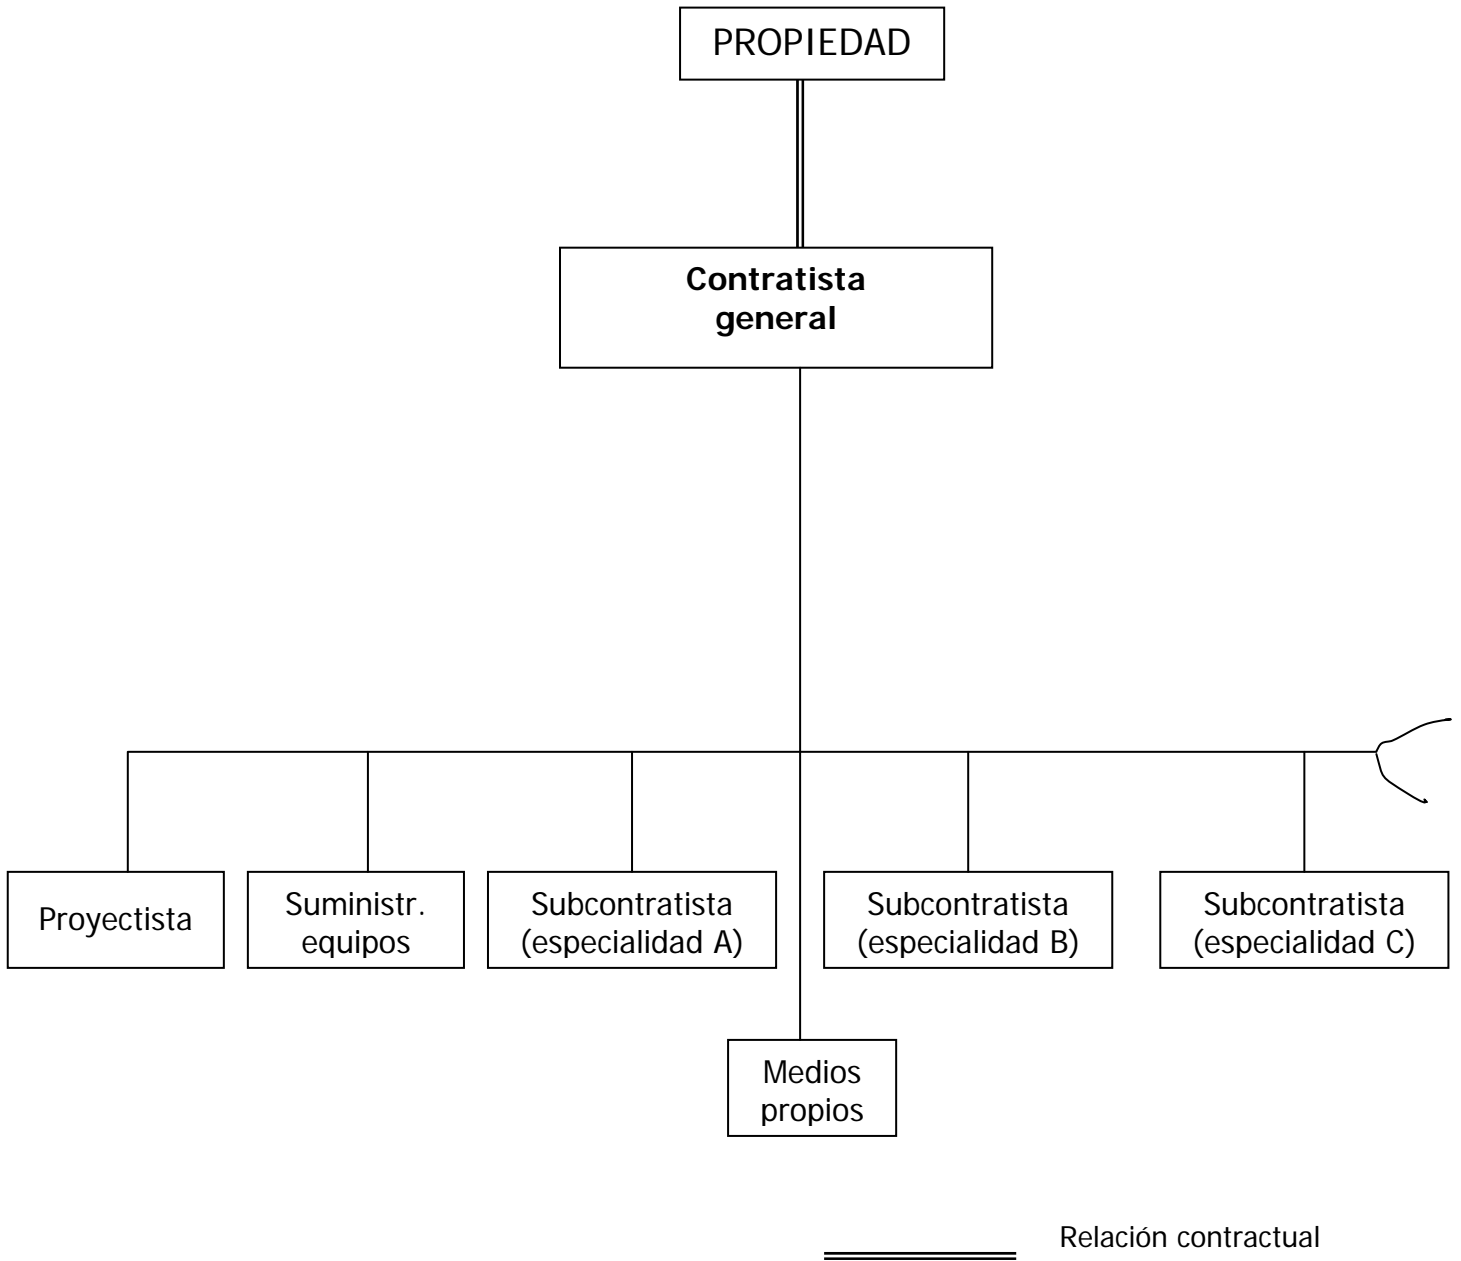 PROPIEDAD
Contratista
general
Proyectista
Suministr.
equipos
Subcontratista
(especialidad A)
Subcontratista
(especialidad B)
Subcontratista
(especialidad C)
Medios
propios
Relación contractual